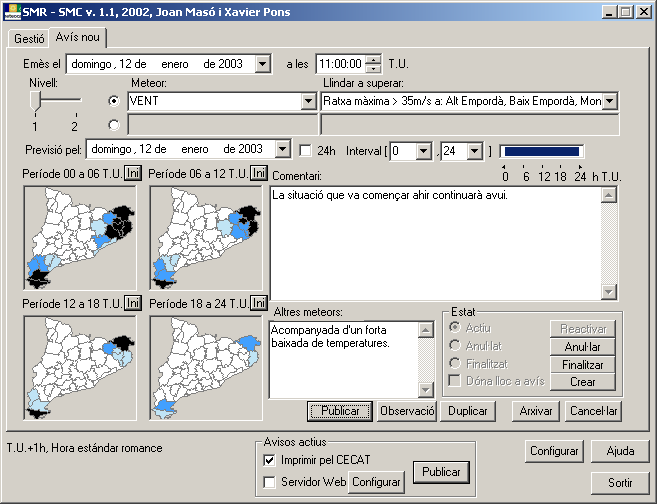 SMR - SMC v. 1.1, 2002, Joan Masó i Xavier Pons
Gestió Avís nou
Emès el domingo , 12 de enero de 2003 a les 11:00:00 T.U.
Nivell: Meteor: Llindar a superar:
VENT Ratxa màxima > 35m/s a: Alt Empordà, Baix Empordà, Mon
1 2
Previsió pel: domingo , 12 de enero de 2003 24h Interval [ 0 , 24 ]
0 6 12 18 24 h T.U.
Període 00 a 06 T.U. Ini Període 06 a 12 T.U. Ini Comentari:
La situació que va començar ahir continuarà avui.
Període 12 a 18 T.U. Ini Període 18 a 24 T.U. Ini
Altres meteors:
Acompanyada d'un forta
baixada de temperatures.
Estat
Actiu Reactivar
Anul·lat Anul·lar
Finalitzat Finalitzar
Dóna lloc a avís Crear
Publicar Observació Duplicar Arxivar Cancel·lar
T.U.+1h, Hora estándar romance
Avisos actius
Imprimir pel CECAT
Servidor Web Configurar Publicar
Configurar Ajuda
Sortir